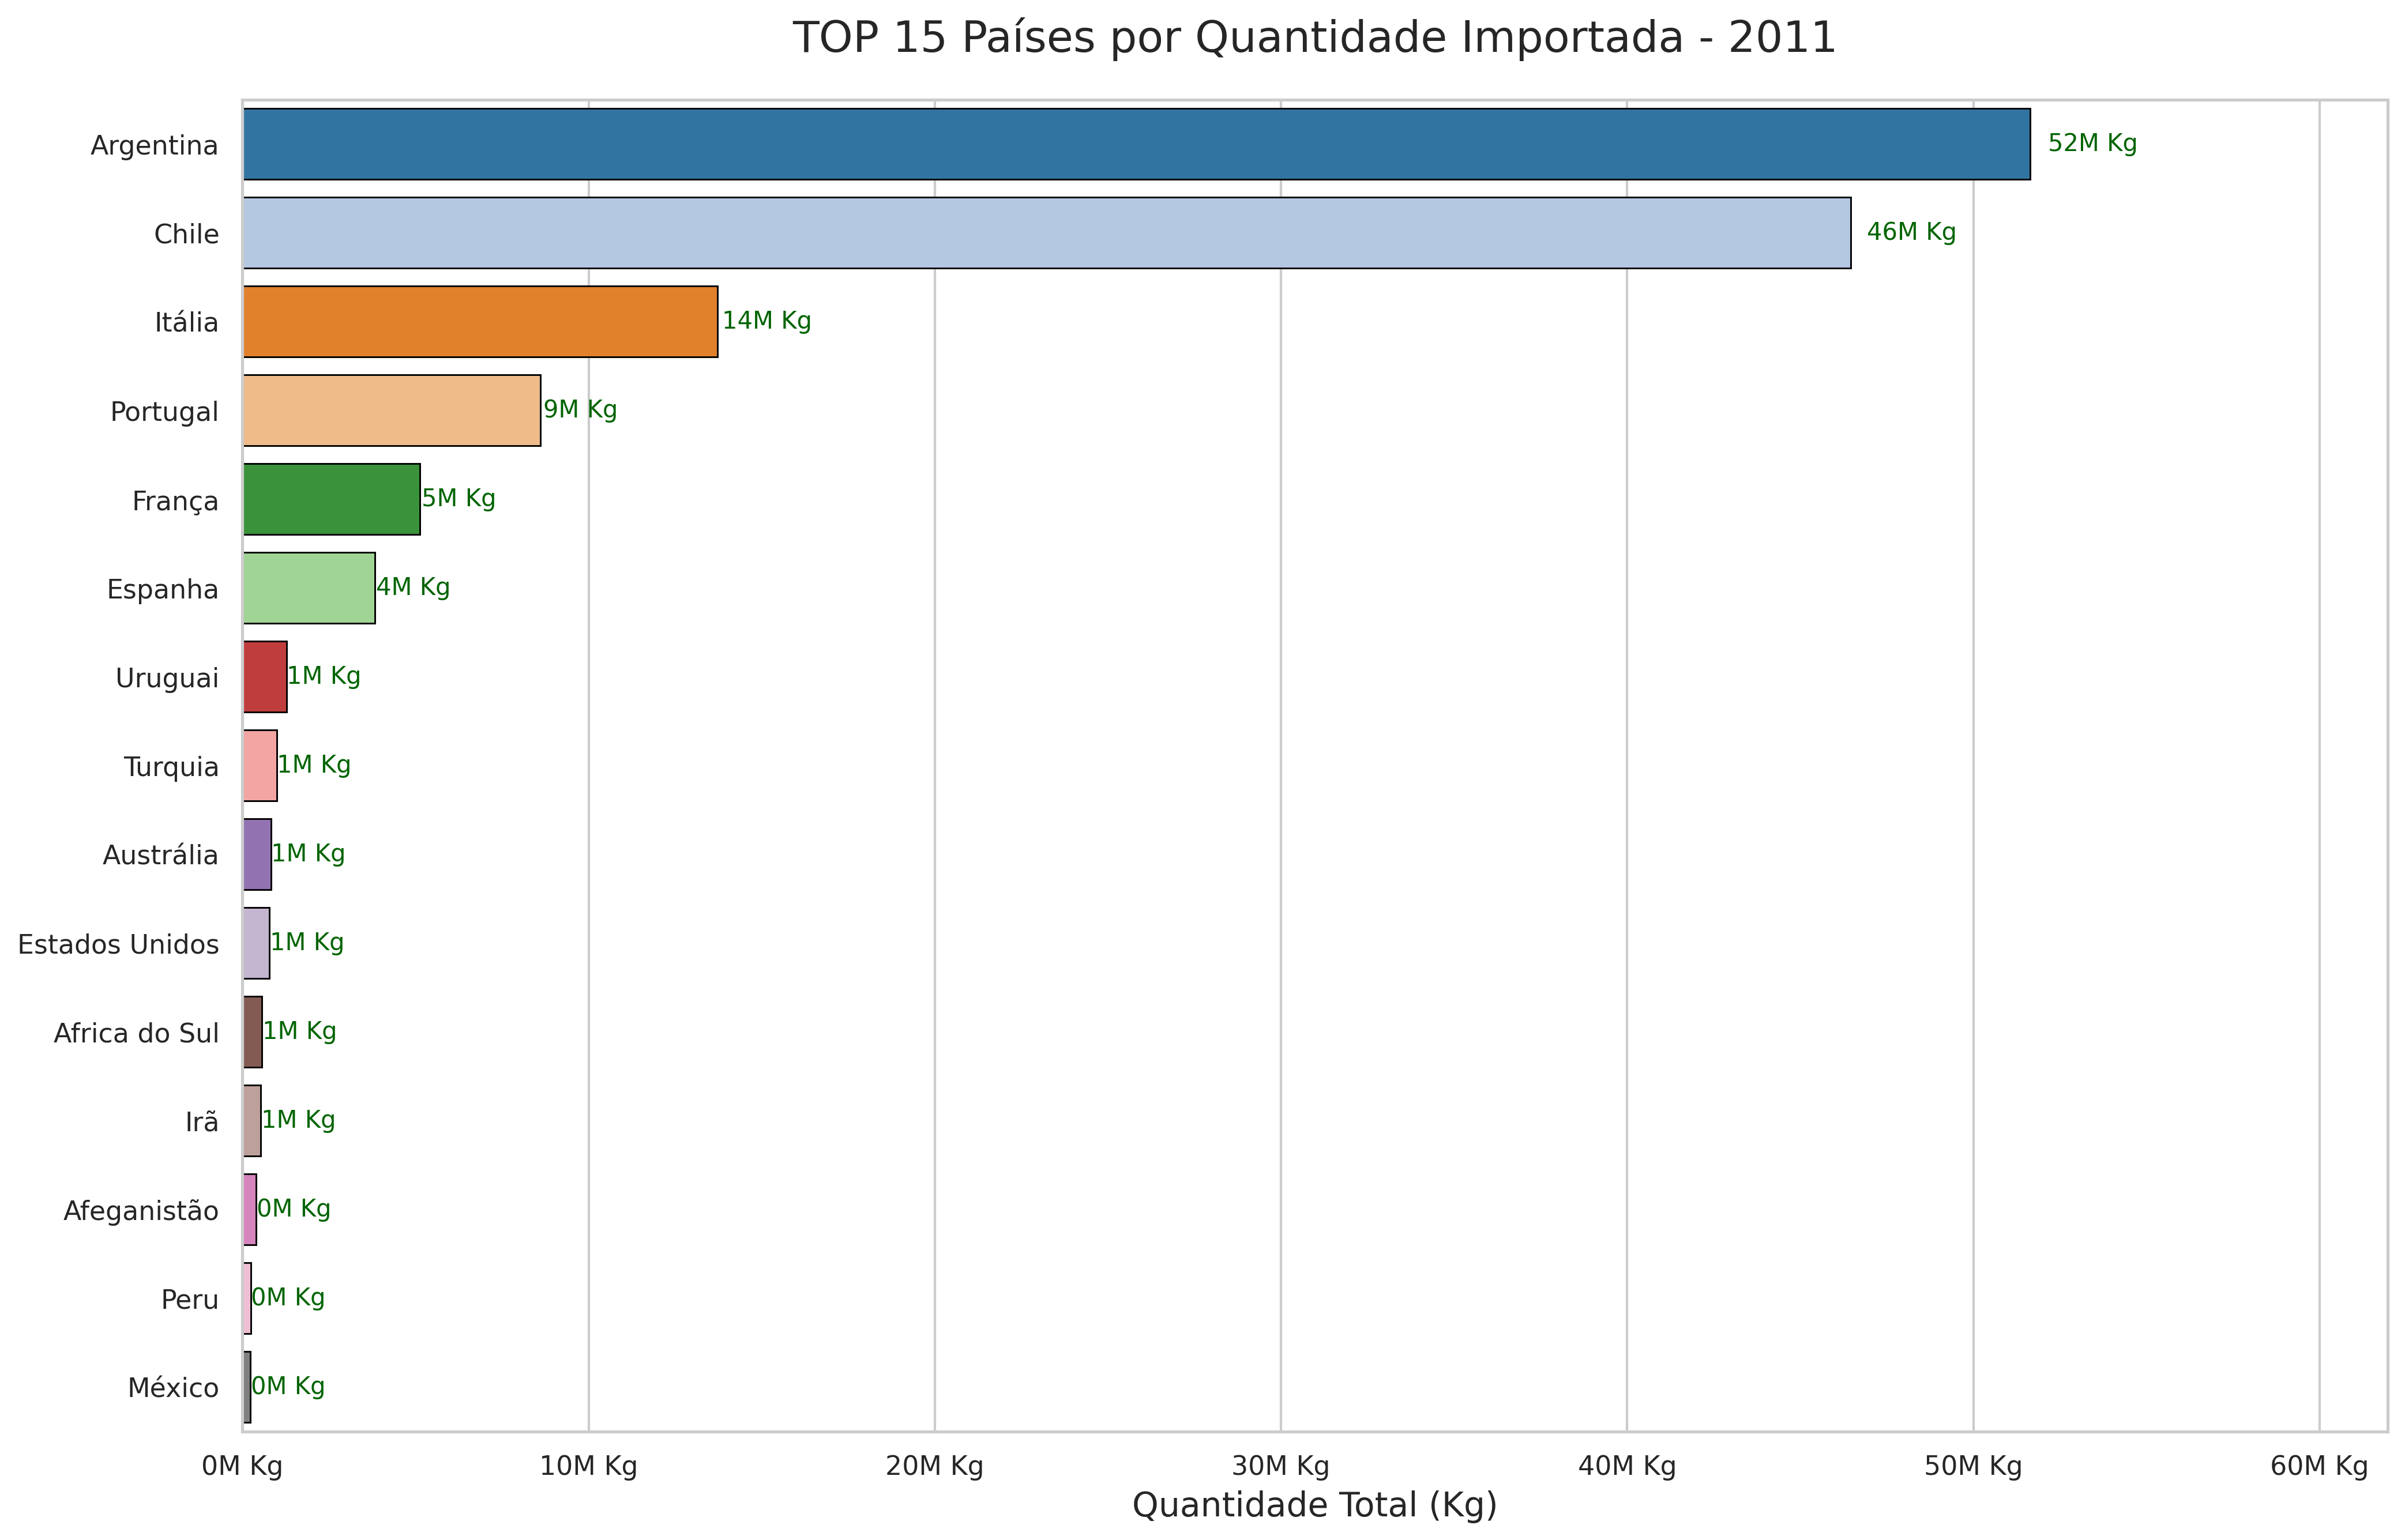 TOP 15 Países por Quantidade Importada - 2011
Argentina 52M Kg
Chile 46M Kg
Itália 14M Kg
Portugal 9M Kg
França 5M Kg
Espanha 4M Kg
Uruguai 1M Kg
Turquia 1M Kg
Austrália 1M Kg
Estados Unidos 1M Kg
Africa do Sul 1M Kg
Irã 1M Kg
Afeganistão 0M Kg
Peru 0M Kg
México 0M Kg
0M Kg 10M Kg 20M Kg 30M Kg 40M Kg 50M Kg 60M Kg
Quantidade Total (Kg)